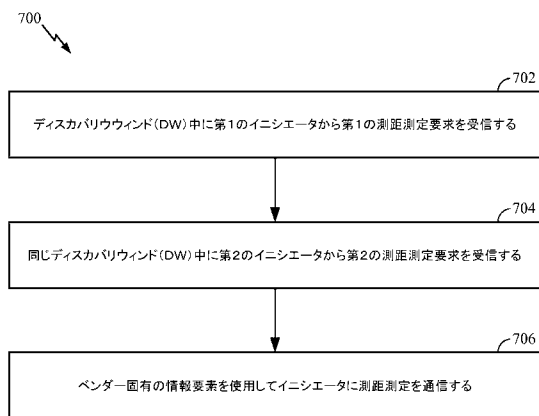 700
702
ディスカバリウウィンド(DW)中に第1のイニシエータから第1の測距測定要求を受信する
704
同じディスカバリウィンド(DW)中に第2のイニシエータから第2の測距測定要求を受信する
706
ベンダー固有の情報要素を使用してイニシエータに測距測定を通信する